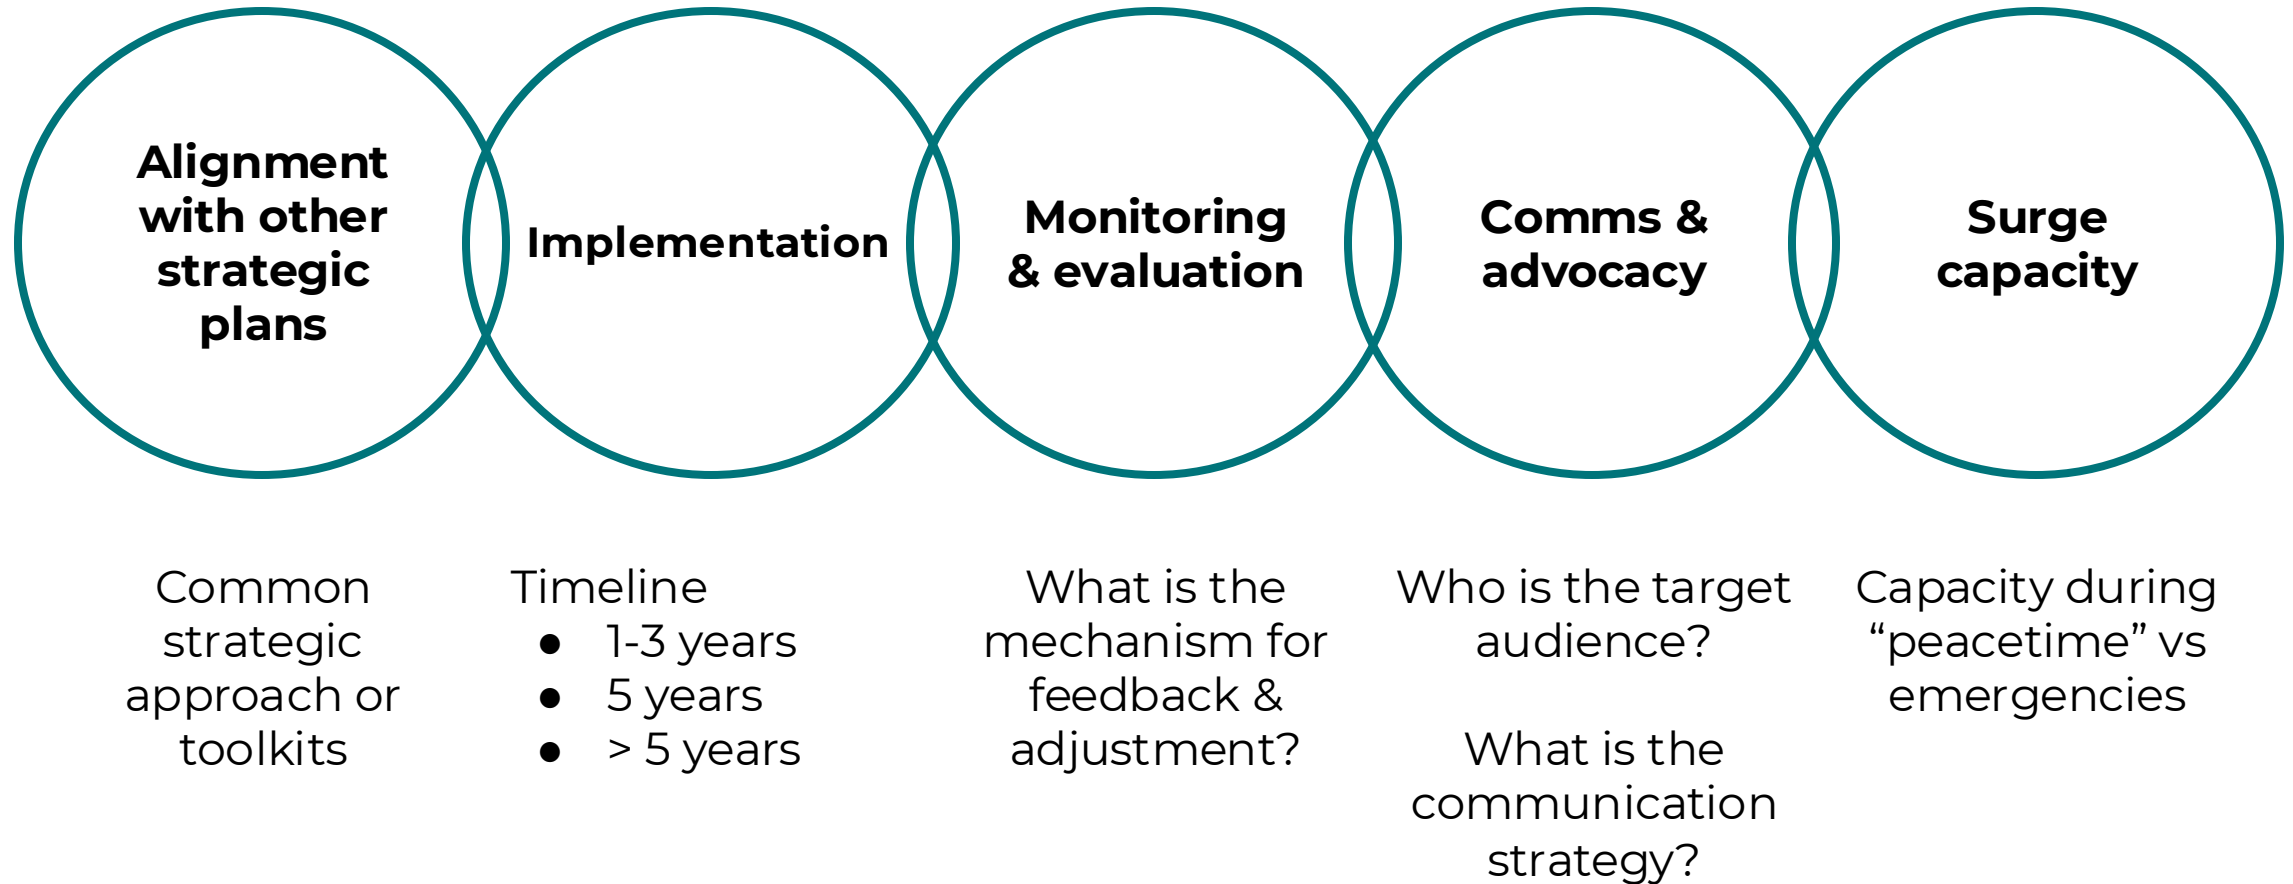 Alignment
with other
strategic
plans
Implementation
Monitoring
& evaluation
Comms &
advocacy
Surge
capacity
Common
strategic
approach or
toolkits
Timeline
● 1-3 years
● 5 years
● > 5 years
What is the
mechanism for
feedback &
adjustment?
Who is the target
audience?
What is the
communication
strategy?
Capacity during
“peacetime” vs
emergencies